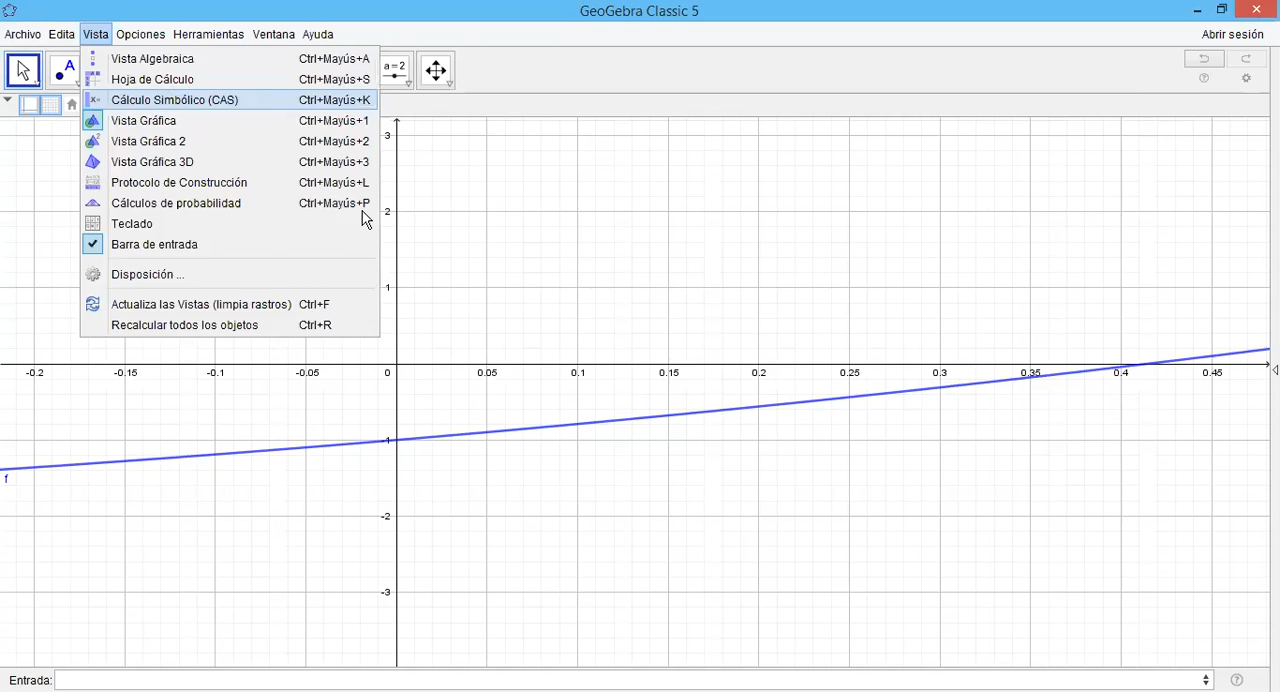 GeoGebra Classic 5
Archivo Edita Vista Opciones Herramientas Ventana Ayuda Abrir sesión
A a=2
Vista Algebraica Ctrl+Mayús+A
Hoja de Cálculo Ctrl+Mayús+S
Cálculo Simbólico (CAS) Ctrl+Mayús+K
Vista Gráfica Ctrl+Mayús+1
Vista Gráfica 2 Ctrl+Mayús+2
Vista Gráfica 3D Ctrl+Mayús+3
Protocolo de Construcción Ctrl+Mayús+L
Cálculos de probabilidad Ctrl+Mayús+P
Teclado
Barra de entrada
Disposición ...
Actualiza las Vistas (limpia rastros) Ctrl+F
Recalcular todos los objetos Ctrl+R
3
2
1
-0.2 -0.15 -0.1 -0.05 0 0.05 0.1 0.15 0.2 0.25 0.3 0.35 0.4 0.45
-1
f
-2
-3
Entrada: